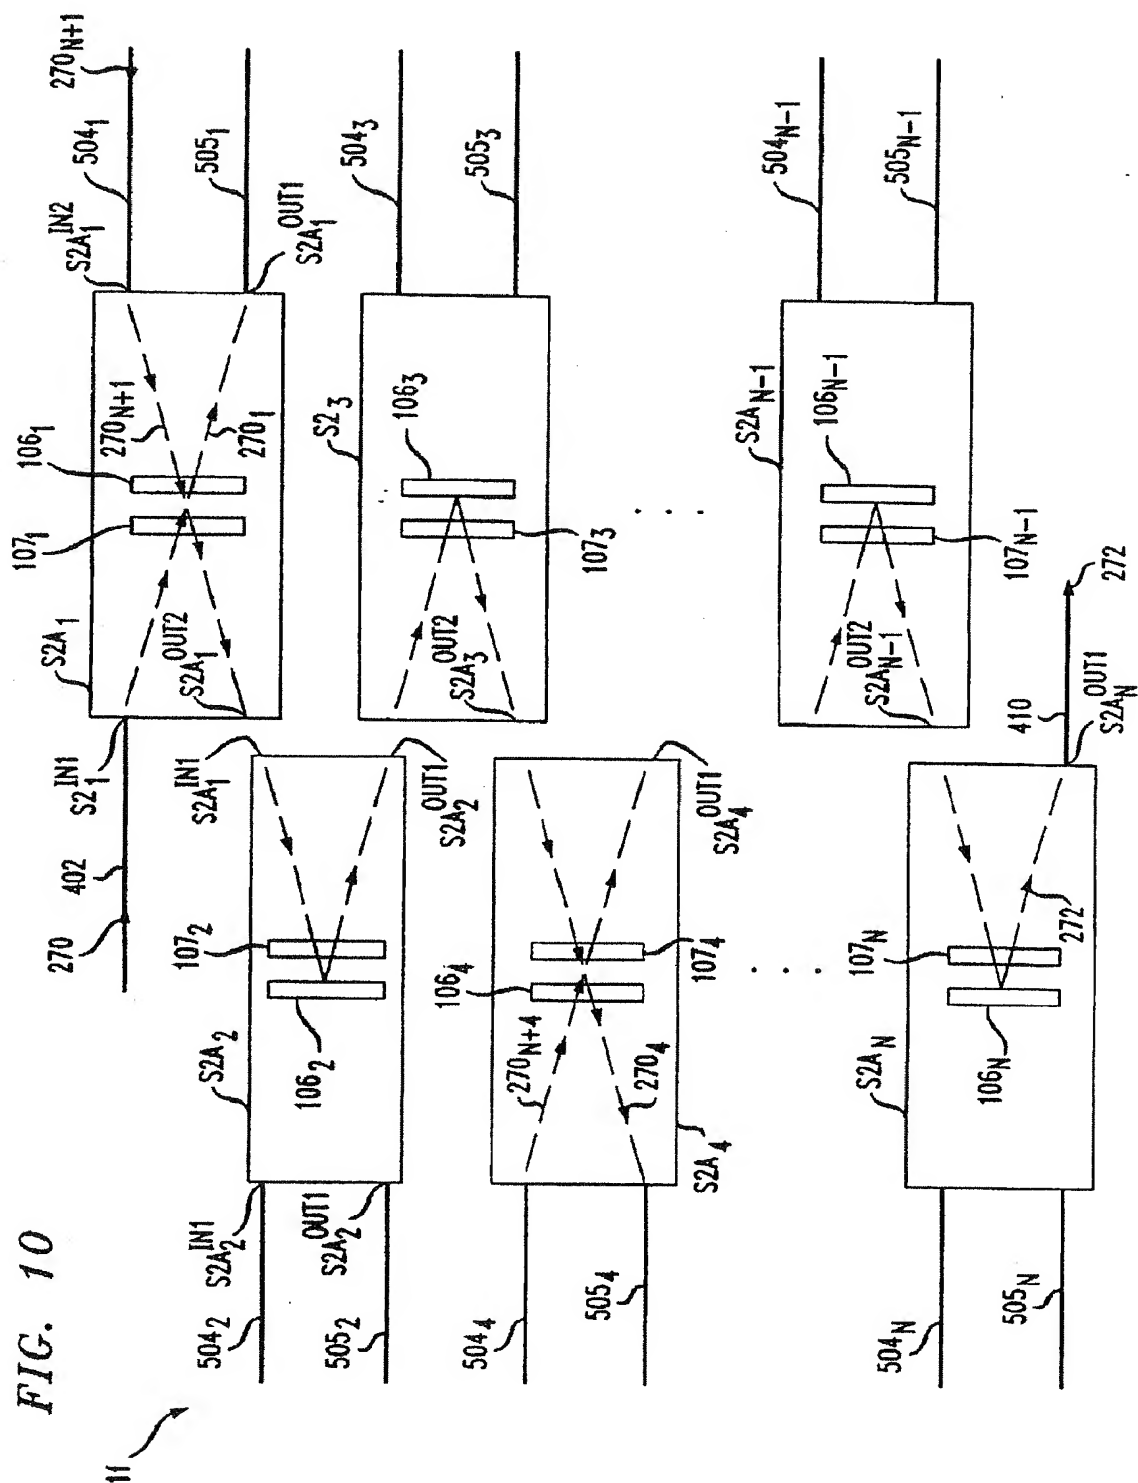 FIG. 10
11
270
402
S2₁^IN1
S2A₁
107₁
106₁
S2A₁^IN2
504₁
270_N+1
270_N+1
270₁
S2A₁^OUT2
505₁
S2A₁^OUT1
504₂
S2A₂^IN1
S2A₂
106₂
107₂
S2A₁^IN1
505₂
S2A₂^OUT1
S2A₂^OUT1
S2₃
106₃
504₃
S2A₃^OUT2
107₃
505₃
. . .
504₄
106₄
270_N+4
270₄
107₄
505₄
S2A₄
S2A₄^OUT1
. . .
S2A_N-1
106_N-1
504_N-1
S2A_N-1^OUT2
107_N-1
505_N-1
504_N
S2A_N
106_N
107_N
272
505_N
410
S2A_N^OUT1
272